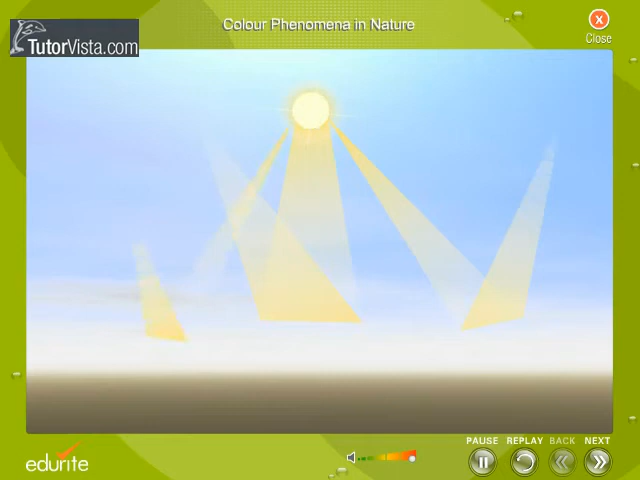 Colour Phenomena in Nature
TutorVista.com
Close
PAUSE REPLAY BACK NEXT
edurite